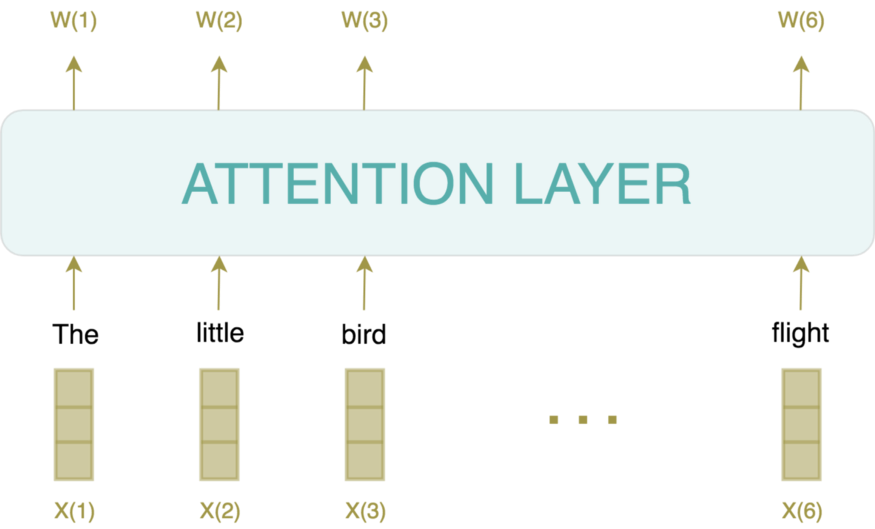 W(1) W(2) W(3) W(6)
ATTENTION LAYER
The little bird flight
. . .
X(1) X(2) X(3) X(6)